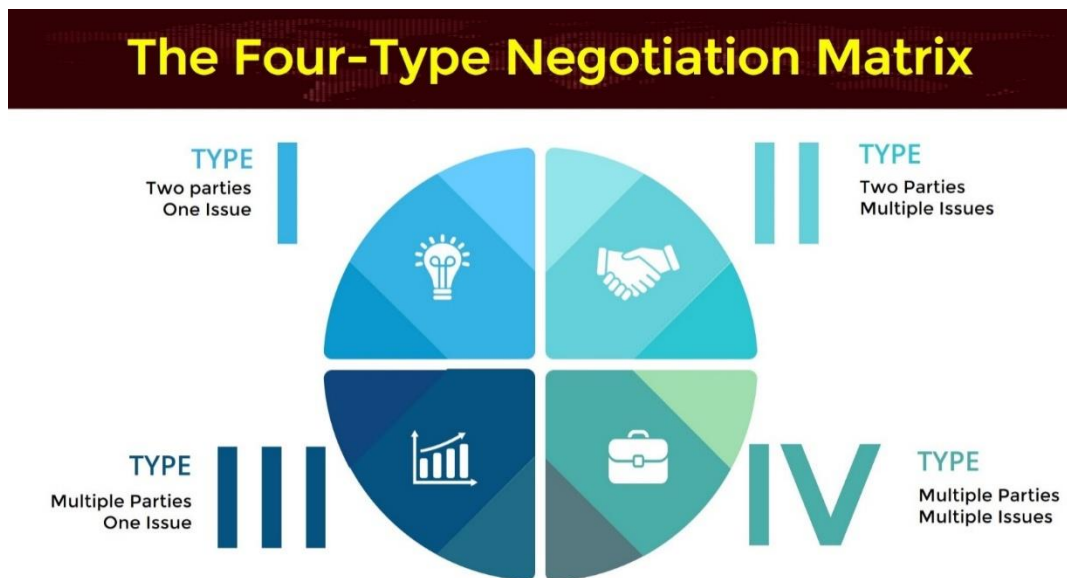 The Four-Type Negotiation Matrix
TYPE
Two parties
One Issue
I
TYPE
Two Parties
Multiple Issues
II
TYPE
Multiple Parties
One Issue
III
IV
TYPE
Multiple Parties
Multiple Issues